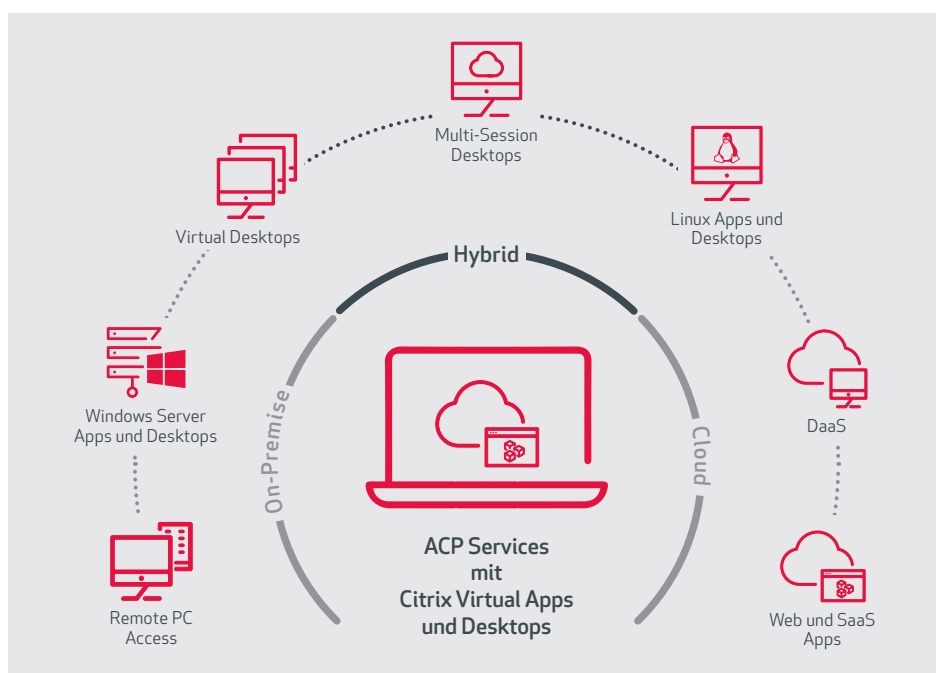 Multi-Session
Desktops
Virtual Desktops
Linux Apps und
Desktops
Hybrid
On-Premise
Cloud
Windows Server
Apps und Desktops
DaaS
Remote PC
Access
ACP Services
mit
Citrix Virtual Apps
und Desktops
Web und SaaS
Apps